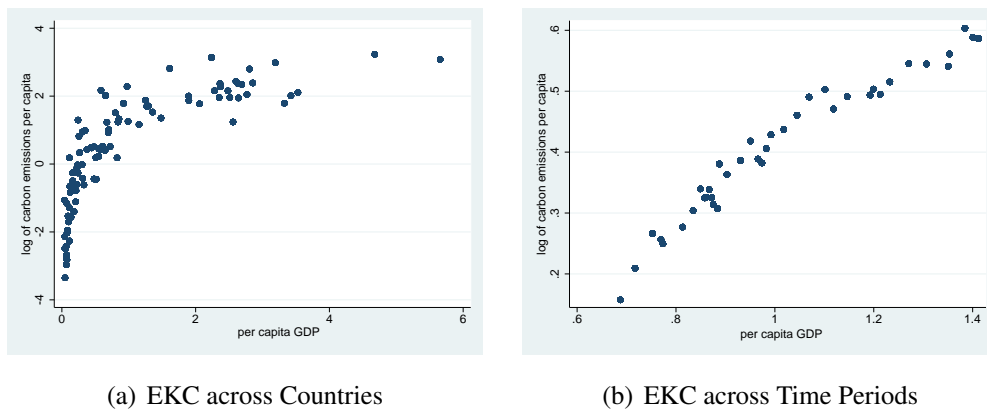 4
2
0
-2
-4
log of carbon emissions per capita
0 2 4 6
per capita GDP
(a) EKC across Countries
.6
.5
.4
.3
.2
log of carbon emissions per capita
.6 .8 1 1.2 1.4
per capita GDP
(b) EKC across Time Periods